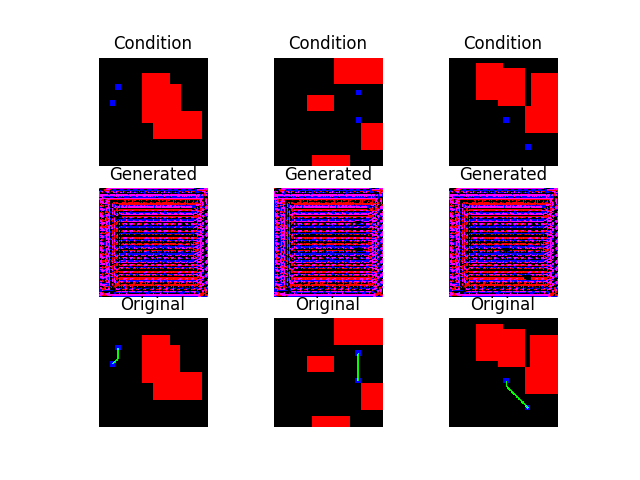 Condition Condition Condition
Generated Generated Generated
Original Original Original